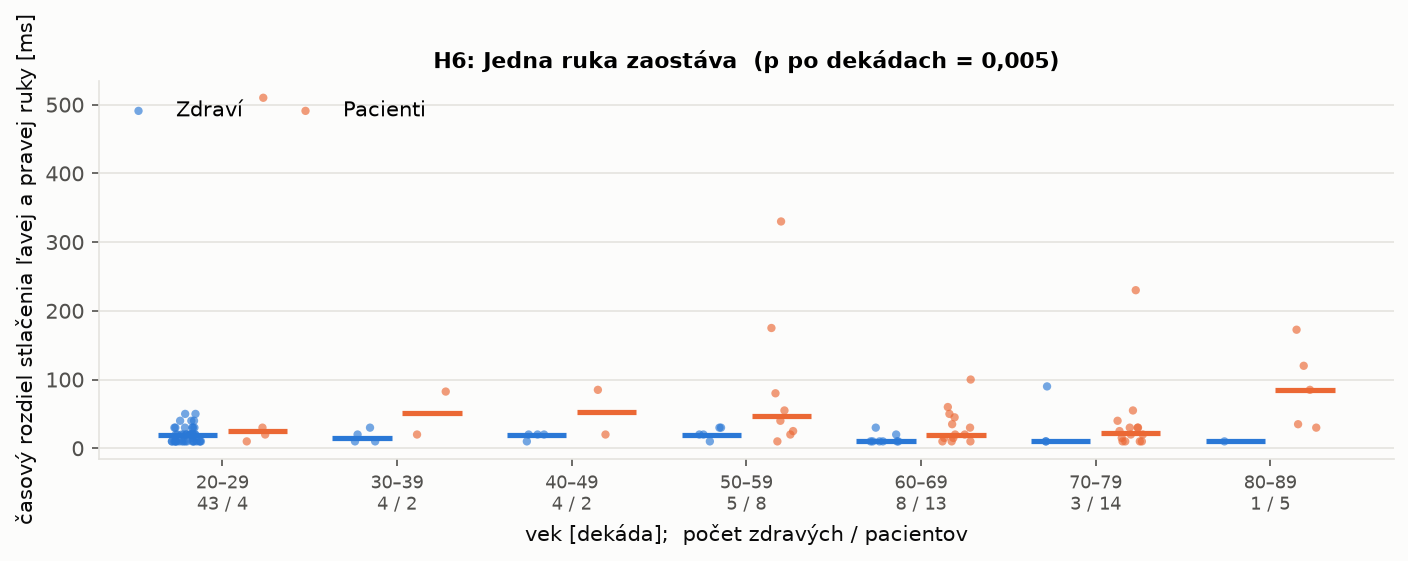 H6: Jedna ruka zaostáva  (p po dekádach = 0,005)
časový rozdiel stlačenia ľavej a pravej ruky [ms]
Zdraví
Pacienti
500
400
300
200
100
0
20–29
43 / 4
30–39
4 / 2
40–49
4 / 2
50–59
5 / 8
60–69
8 / 13
70–79
3 / 14
80–89
1 / 5
vek [dekáda];  počet zdravých / pacientov